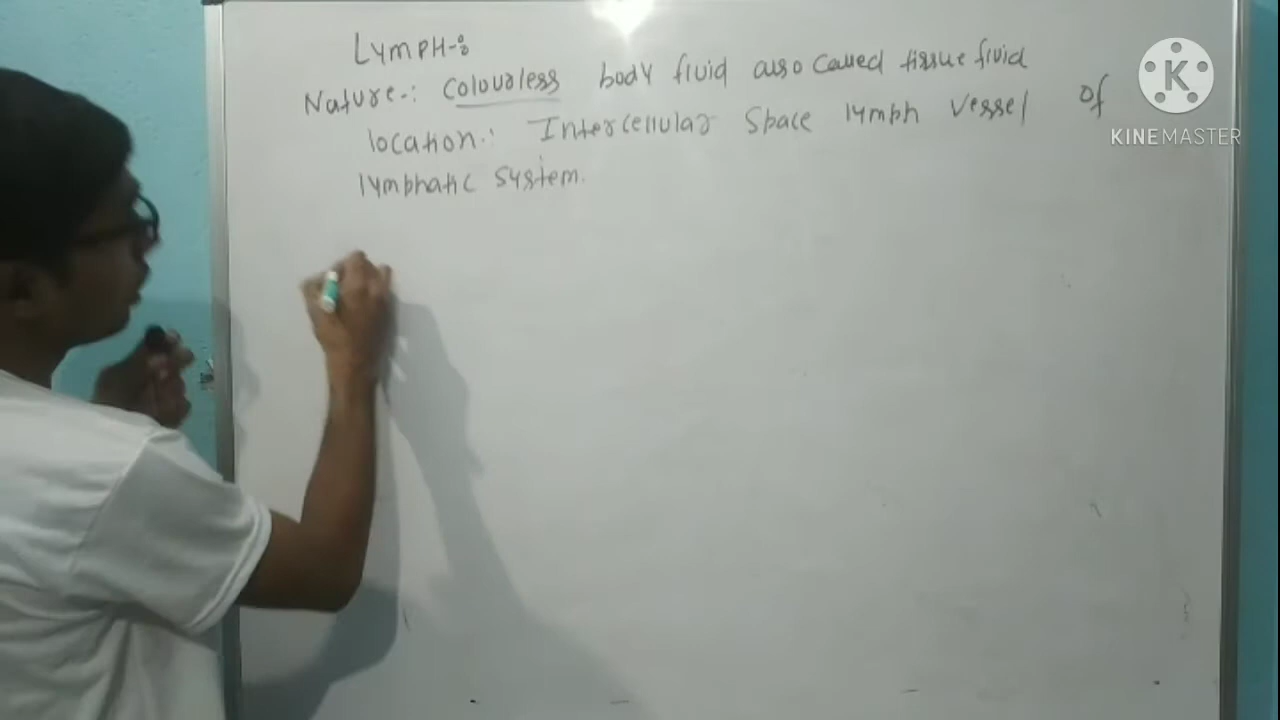 LymPH-:
Nature-: Colourless body fluid also called tissue fluid
location-: Intercellular Space lymph vessel of
lymphatic system.
K
KINEMASTER